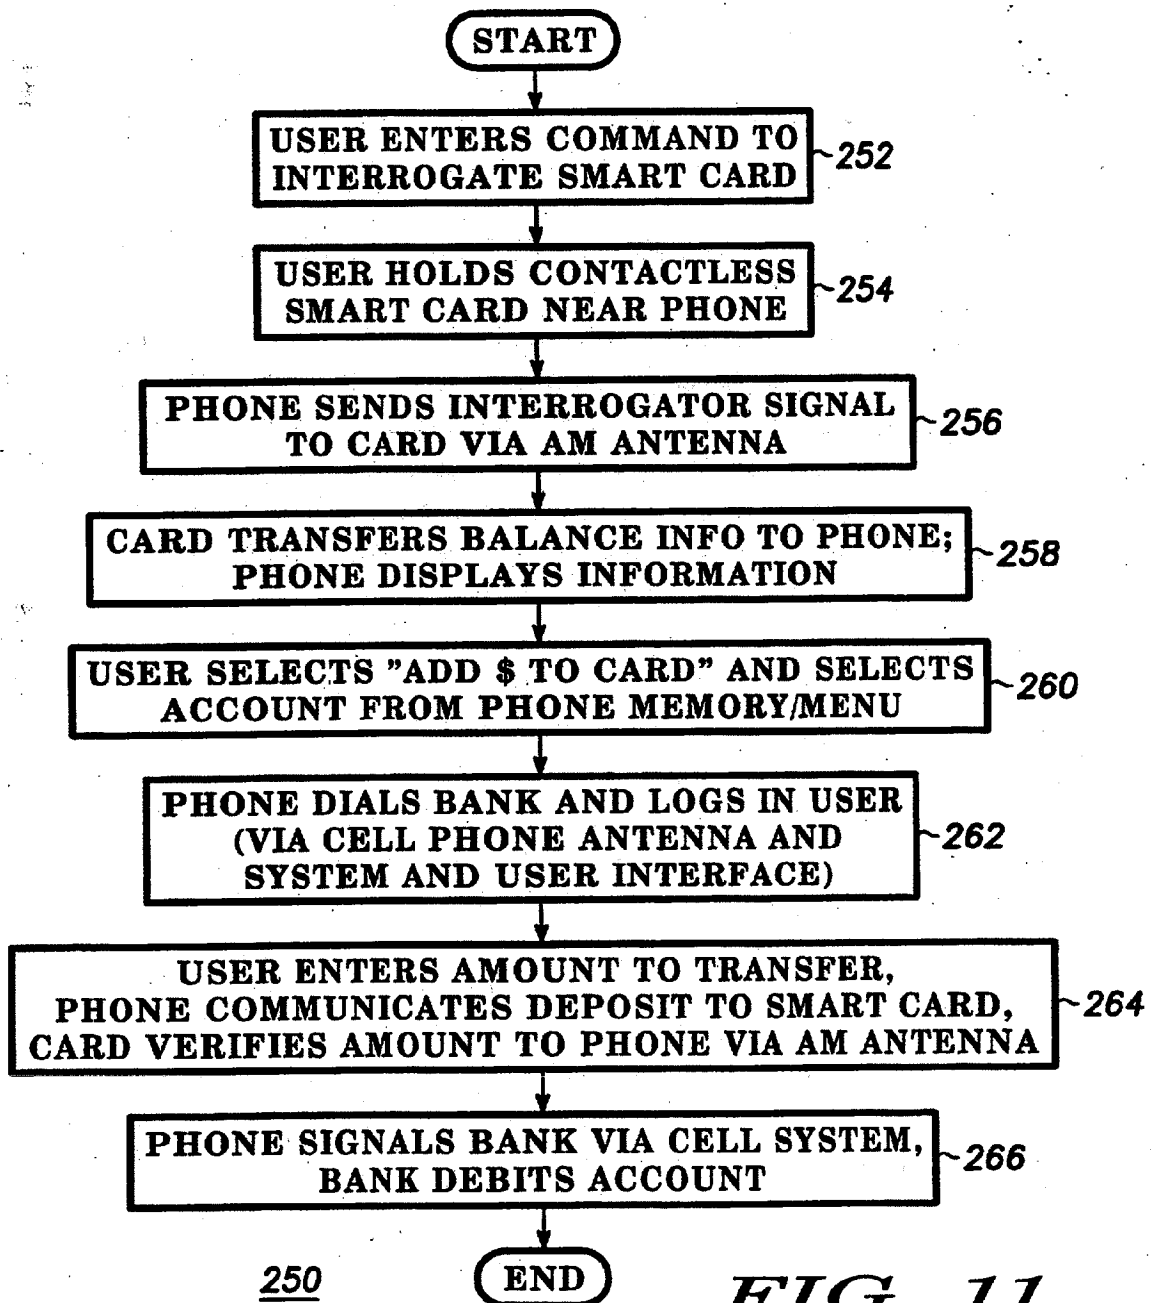 START
USER ENTERS COMMAND TO
INTERROGATE SMART CARD
252
USER HOLDS CONTACTLESS
SMART CARD NEAR PHONE
254
PHONE SENDS INTERROGATOR SIGNAL
TO CARD VIA AM ANTENNA
256
CARD TRANSFERS BALANCE INFO TO PHONE;
PHONE DISPLAYS INFORMATION
258
USER SELECTS ”ADD $ TO CARD” AND SELECTS
ACCOUNT FROM PHONE MEMORY/MENU
260
PHONE DIALS BANK AND LOGS IN USER
(VIA CELL PHONE ANTENNA AND
SYSTEM AND USER INTERFACE)
262
USER ENTERS AMOUNT TO TRANSFER,
PHONE COMMUNICATES DEPOSIT TO SMART CARD,
CARD VERIFIES AMOUNT TO PHONE VIA AM ANTENNA
264
PHONE SIGNALS BANK VIA CELL SYSTEM,
BANK DEBITS ACCOUNT
266
END
250
FIG. 11